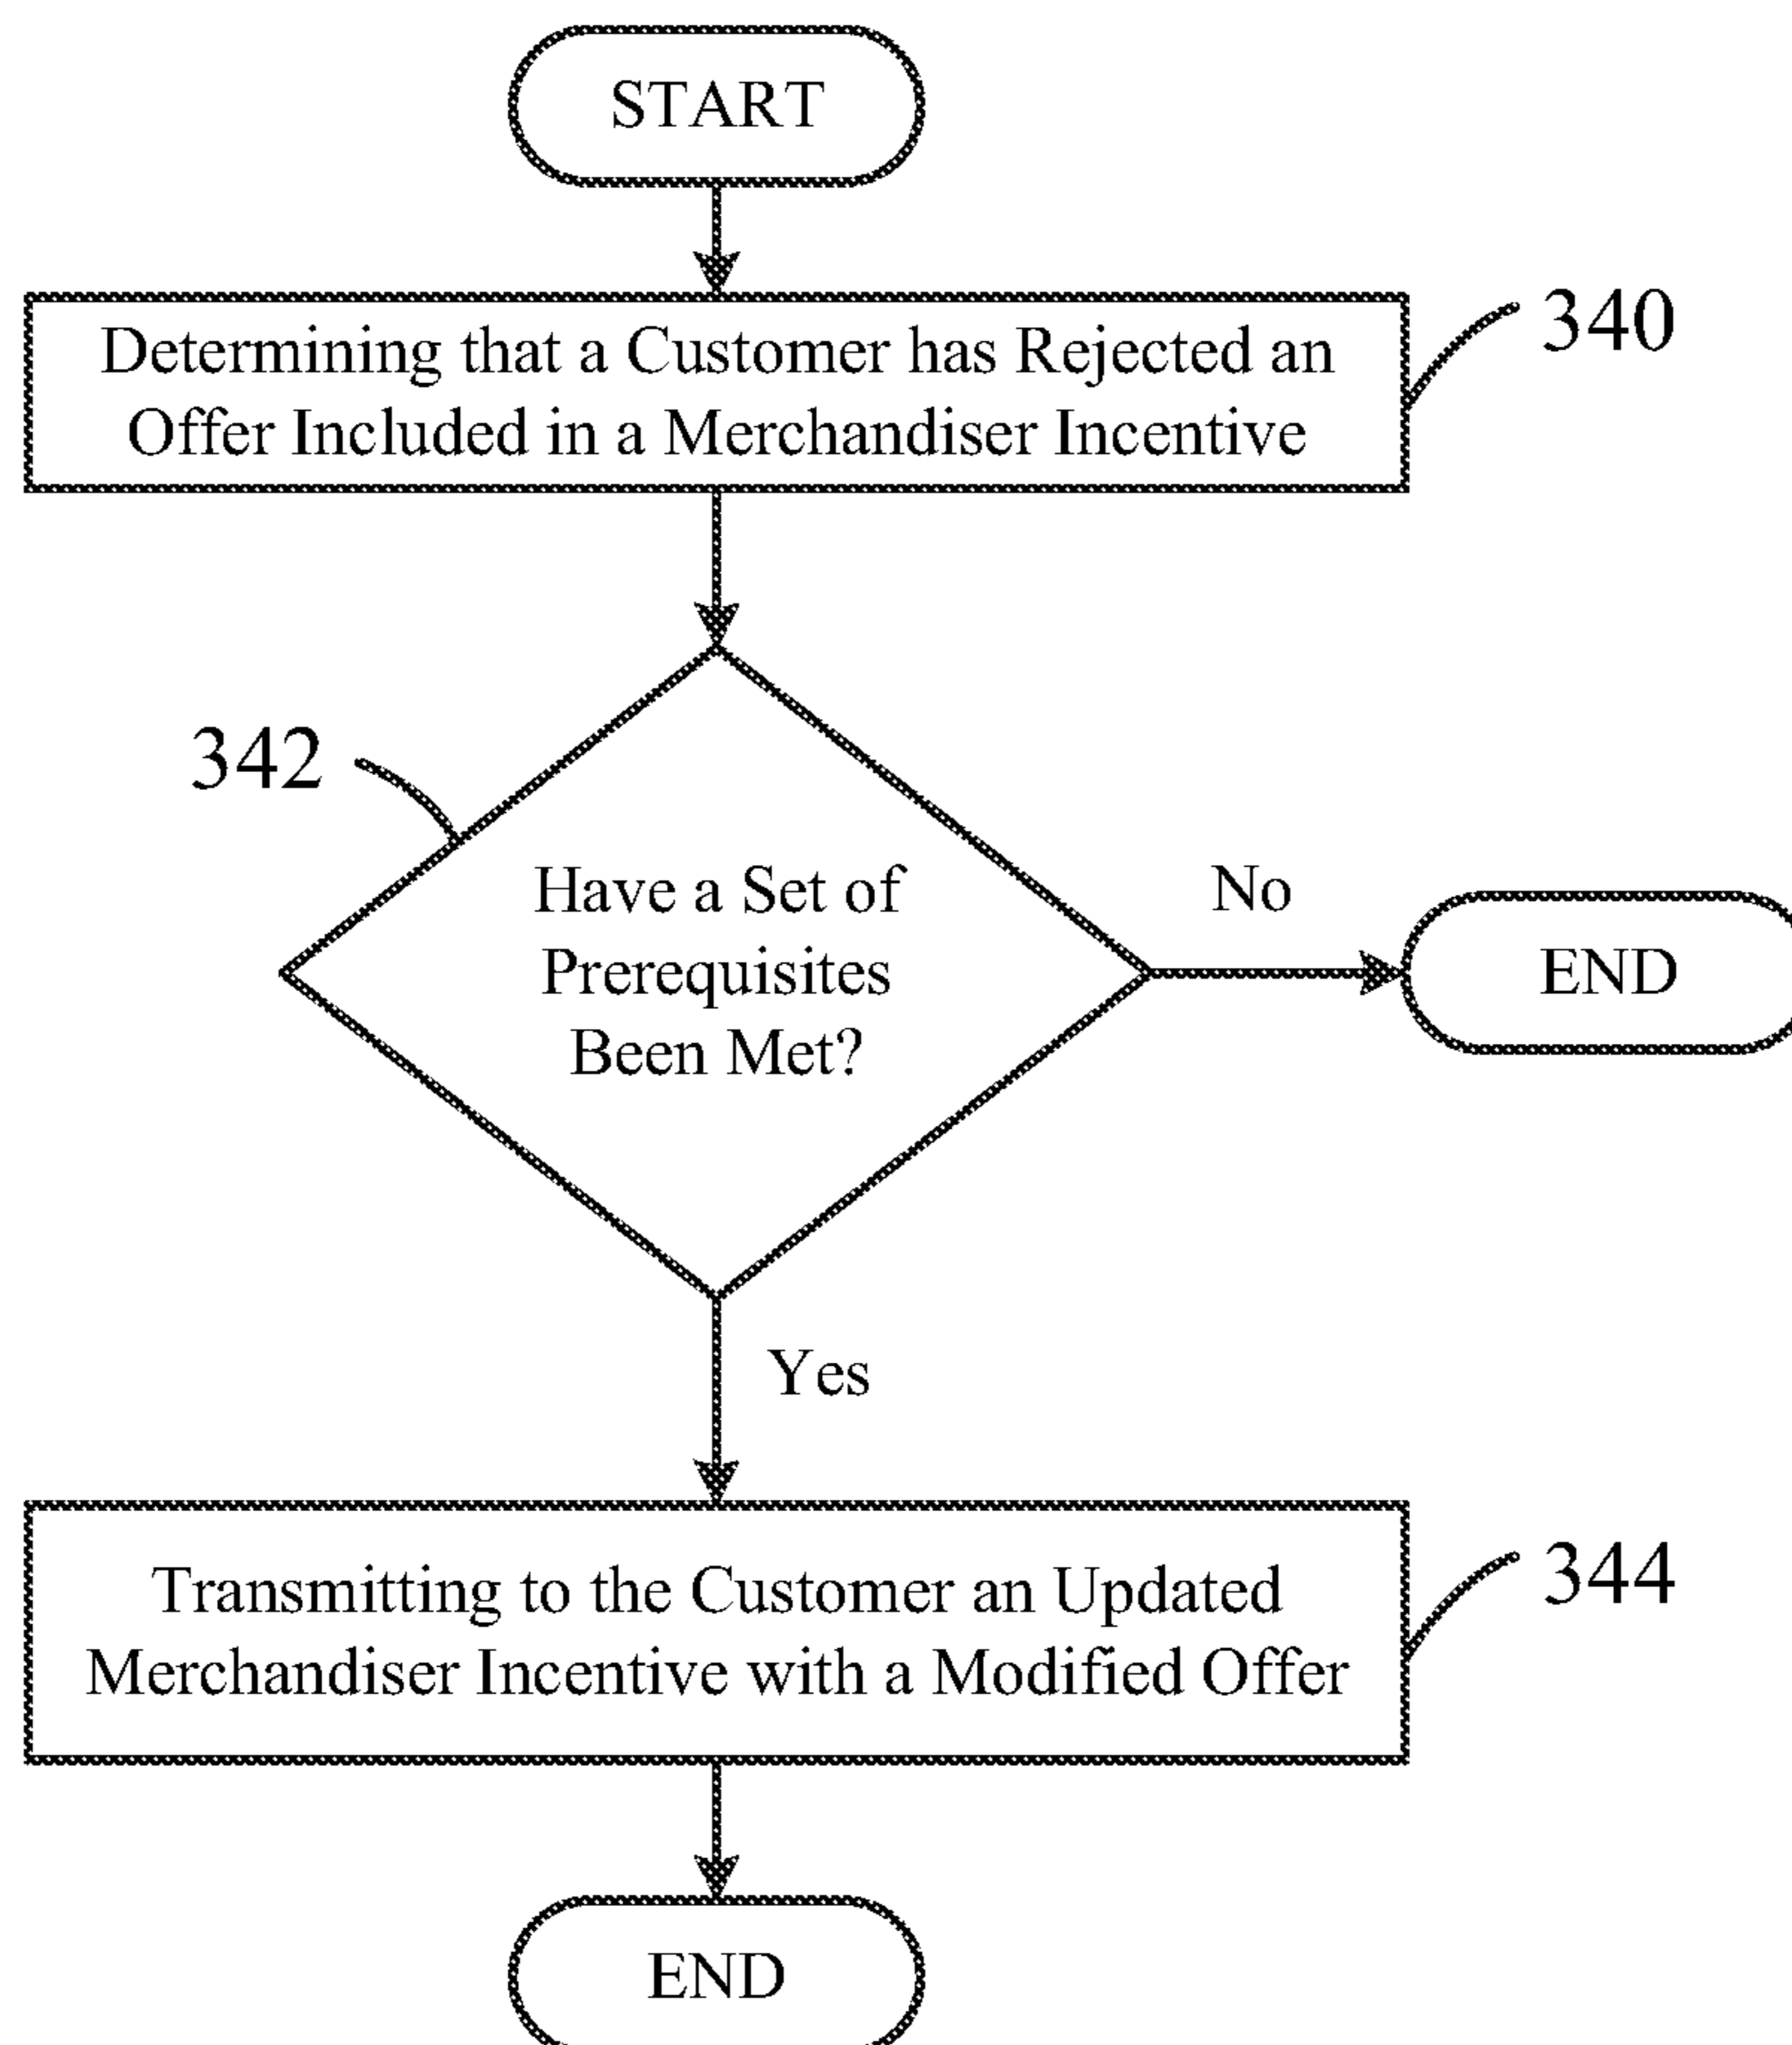 START
Determining that a Customer has Rejected an
Offer Included in a Merchandiser Incentive
340
342
Have a Set of
Prerequisites
Been Met?
No
END
Yes
Transmitting to the Customer an Updated
Merchandiser Incentive with a Modified Offer
344
END